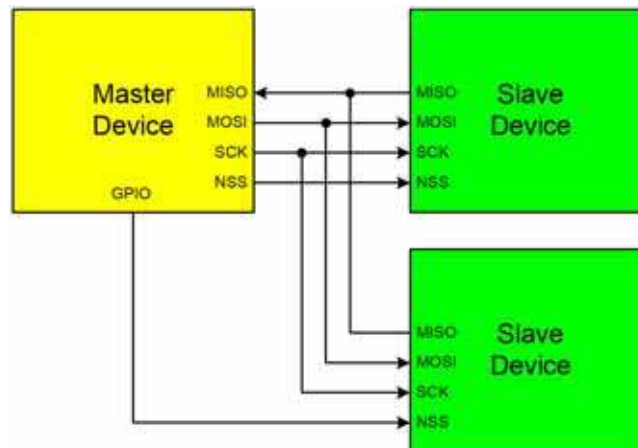 Master
Device
MISO
MOSI
SCK
NSS
GPIO
MISO
MOSI
SCK
NSS
Slave
Device
MISO
MOSI
SCK
NSS
Slave
Device